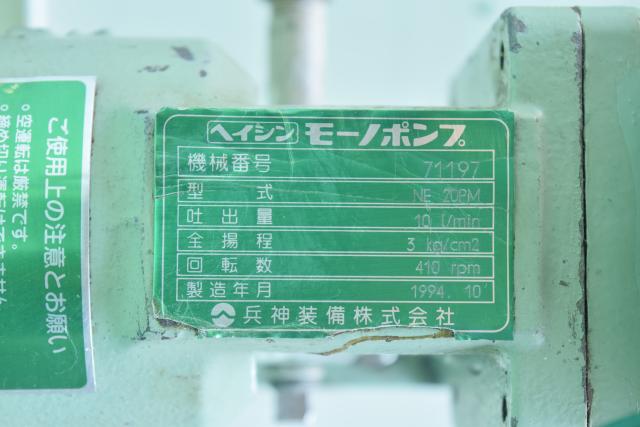 ヘイシン モーノポンプ
機械番号 71197
型式 NE 20PM
吐出量 10 l/min
全揚程 3 kg/cm2
回転数 410 rpm
製造年月 1994. 10
兵神装備株式会社
ご使用上の注意とお願い
。空運転は厳禁です。